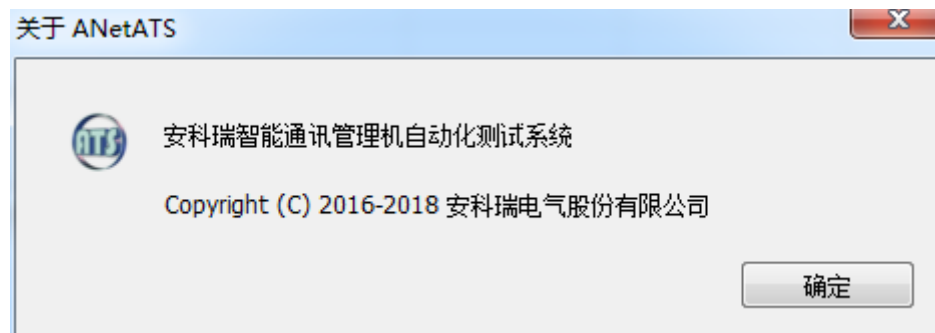 关于 ANetATS
ATS
安科瑞智能通讯管理机自动化测试系统
Copyright (C) 2016-2018 安科瑞电气股份有限公司
确定